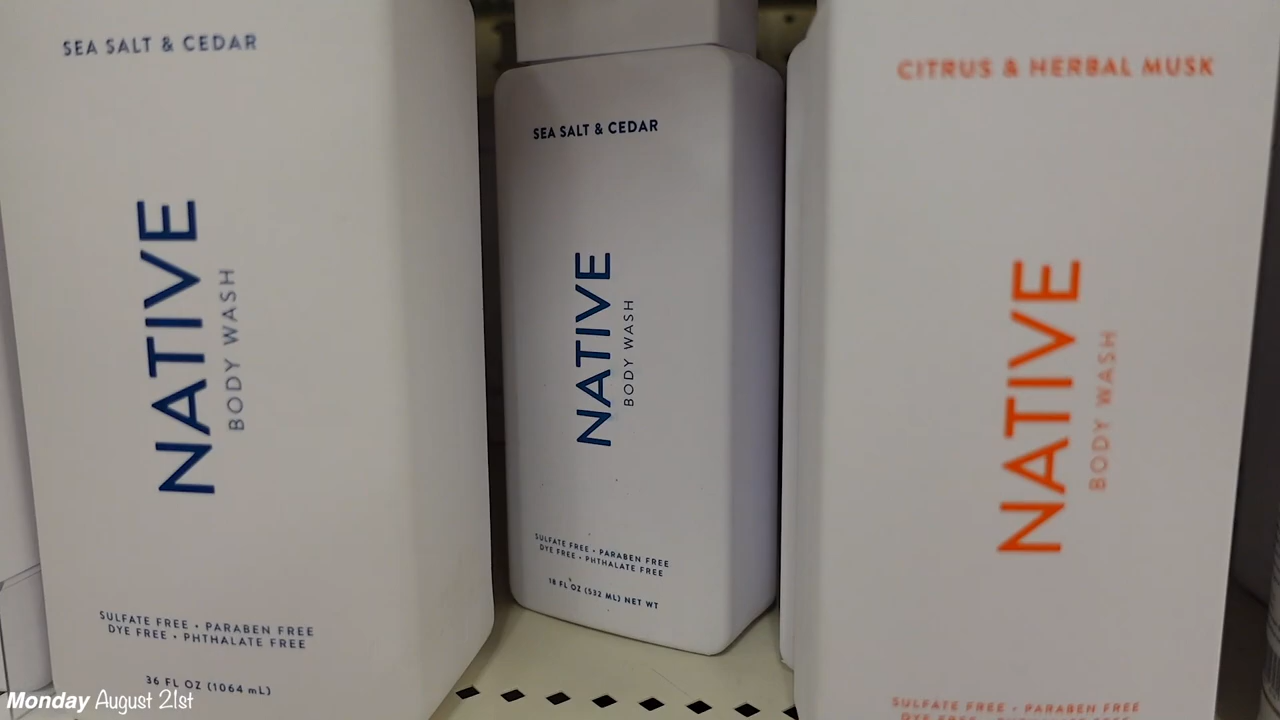 SEA SALT & CEDAR
NATIVE
BODY WASH
SULFATE FREE • PARABEN FREE
DYE FREE • PHTHALATE FREE
36 FL OZ (1064 mL)
SEA SALT & CEDAR
NATIVE
BODY WASH
SULFATE FREE • PARABEN FREE
DYE FREE • PHTHALATE FREE
18 FL OZ (532 ML) NET WT
CITRUS & HERBAL MUSK
NATIVE
BODY WASH
SULFATE FREE • PARABEN FREE
Monday August 21st